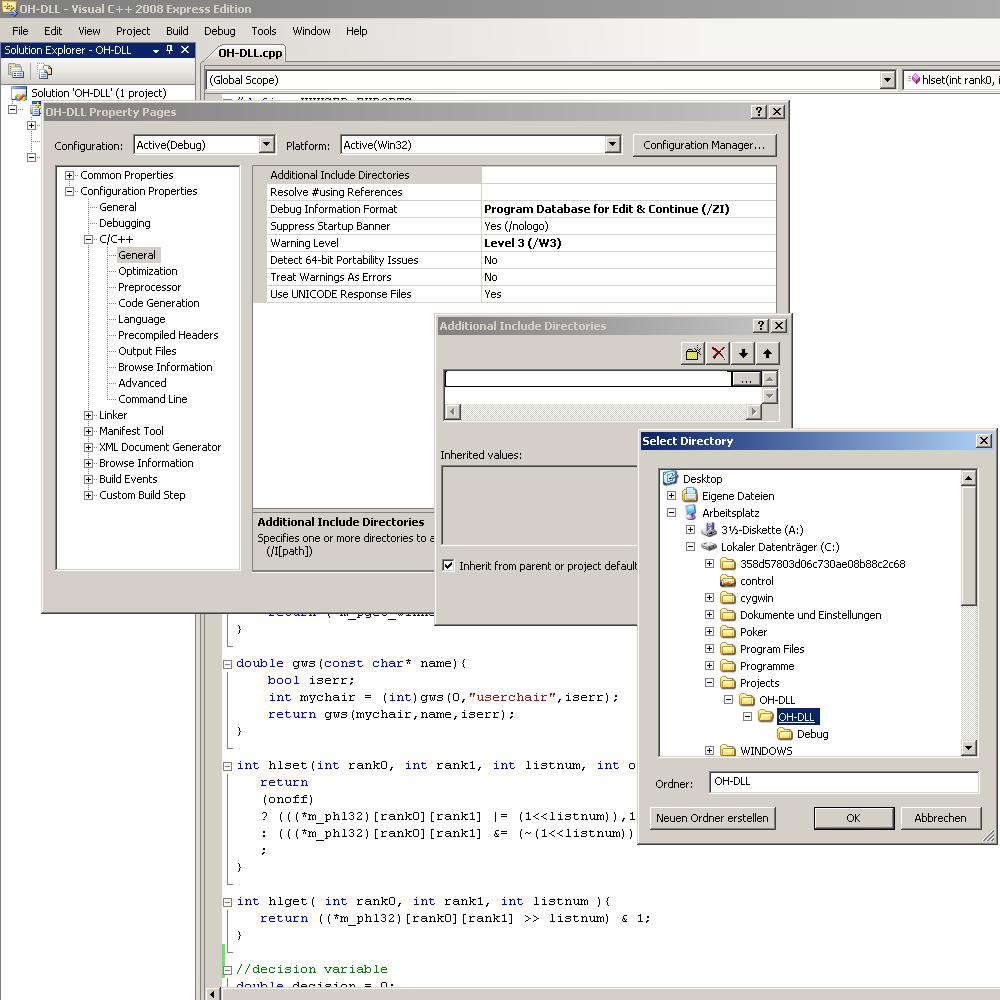 OH-DLL - Visual C++ 2008 Express Edition
File Edit View Project Build Debug Tools Window Help
Solution Explorer - OH-DLL
OH-DLL.cpp
(Global Scope)
hlset(int rank0, i
Solution 'OH-DLL' (1 project)
OH-DLL Property Pages
Configuration: Active(Debug) Platform: Active(Win32) Configuration Manager...
Common Properties
Configuration Properties
General
Debugging
C/C++
General
Optimization
Preprocessor
Code Generation
Language
Precompiled Headers
Output Files
Browse Information
Advanced
Command Line
Linker
Manifest Tool
XML Document Generator
Browse Information
Build Events
Custom Build Step
Additional Include Directories
Resolve #using References
Debug Information Format Program Database for Edit & Continue (/ZI)
Suppress Startup Banner Yes (/nologo)
Warning Level Level 3 (/W3)
Detect 64-bit Portability Issues No
Treat Warnings As Errors No
Use UNICODE Response Files Yes
Additional Include Directories
Specifies one or more directories to a
(/I[path])
Additional Include Directories
...
Inherited values:
Inherit from parent or project default
Select Directory
Desktop
Eigene Dateien
Arbeitsplatz
3½-Diskette (A:)
Lokaler Datenträger (C:)
358d57803d06c730ae08b88c2c68
control
cygwin
Dokumente und Einstellungen
Poker
Program Files
Programme
Projects
OH-DLL
OH-DLL
Debug
WINDOWS
Ordner: OH-DLL
Neuen Ordner erstellen OK Abbrechen
}
double gws(const char* name){
bool iserr;
int mychair = (int)gws(0,"userchair",iserr);
return gws(mychair,name,iserr);
}
int hlset(int rank0, int rank1, int listnum, int o
return
(onoff)
? (((*m_phl32)[rank0][rank1] |= (1<<listnum)),1
: (((*m_phl32)[rank0][rank1] &= (~(1<<listnum))
;
}
int hlget( int rank0, int rank1, int listnum ){
return ((*m_phl32)[rank0][rank1] >> listnum) & 1;
}
//decision variable
double decision = 0;